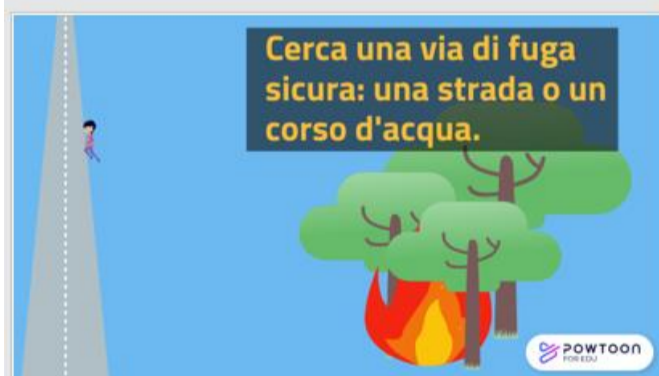 Cerca una via di fuga
sicura: una strada o un
corso d'acqua.
POWTOON
FOR EDU